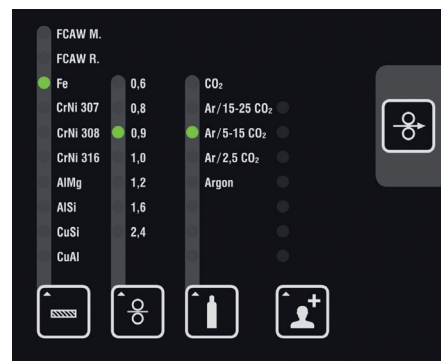 FCAW M.
FCAW R.
Fe
CrNi 307
CrNi 308
CrNi 316
AlMg
AlSi
CuSi
CuAl
0,6
0,8
0,9
1,0
1,2
1,6
2,4
CO₂
Ar/15-25 CO₂
Ar/5-15 CO₂
Ar/2,5 CO₂
Argon